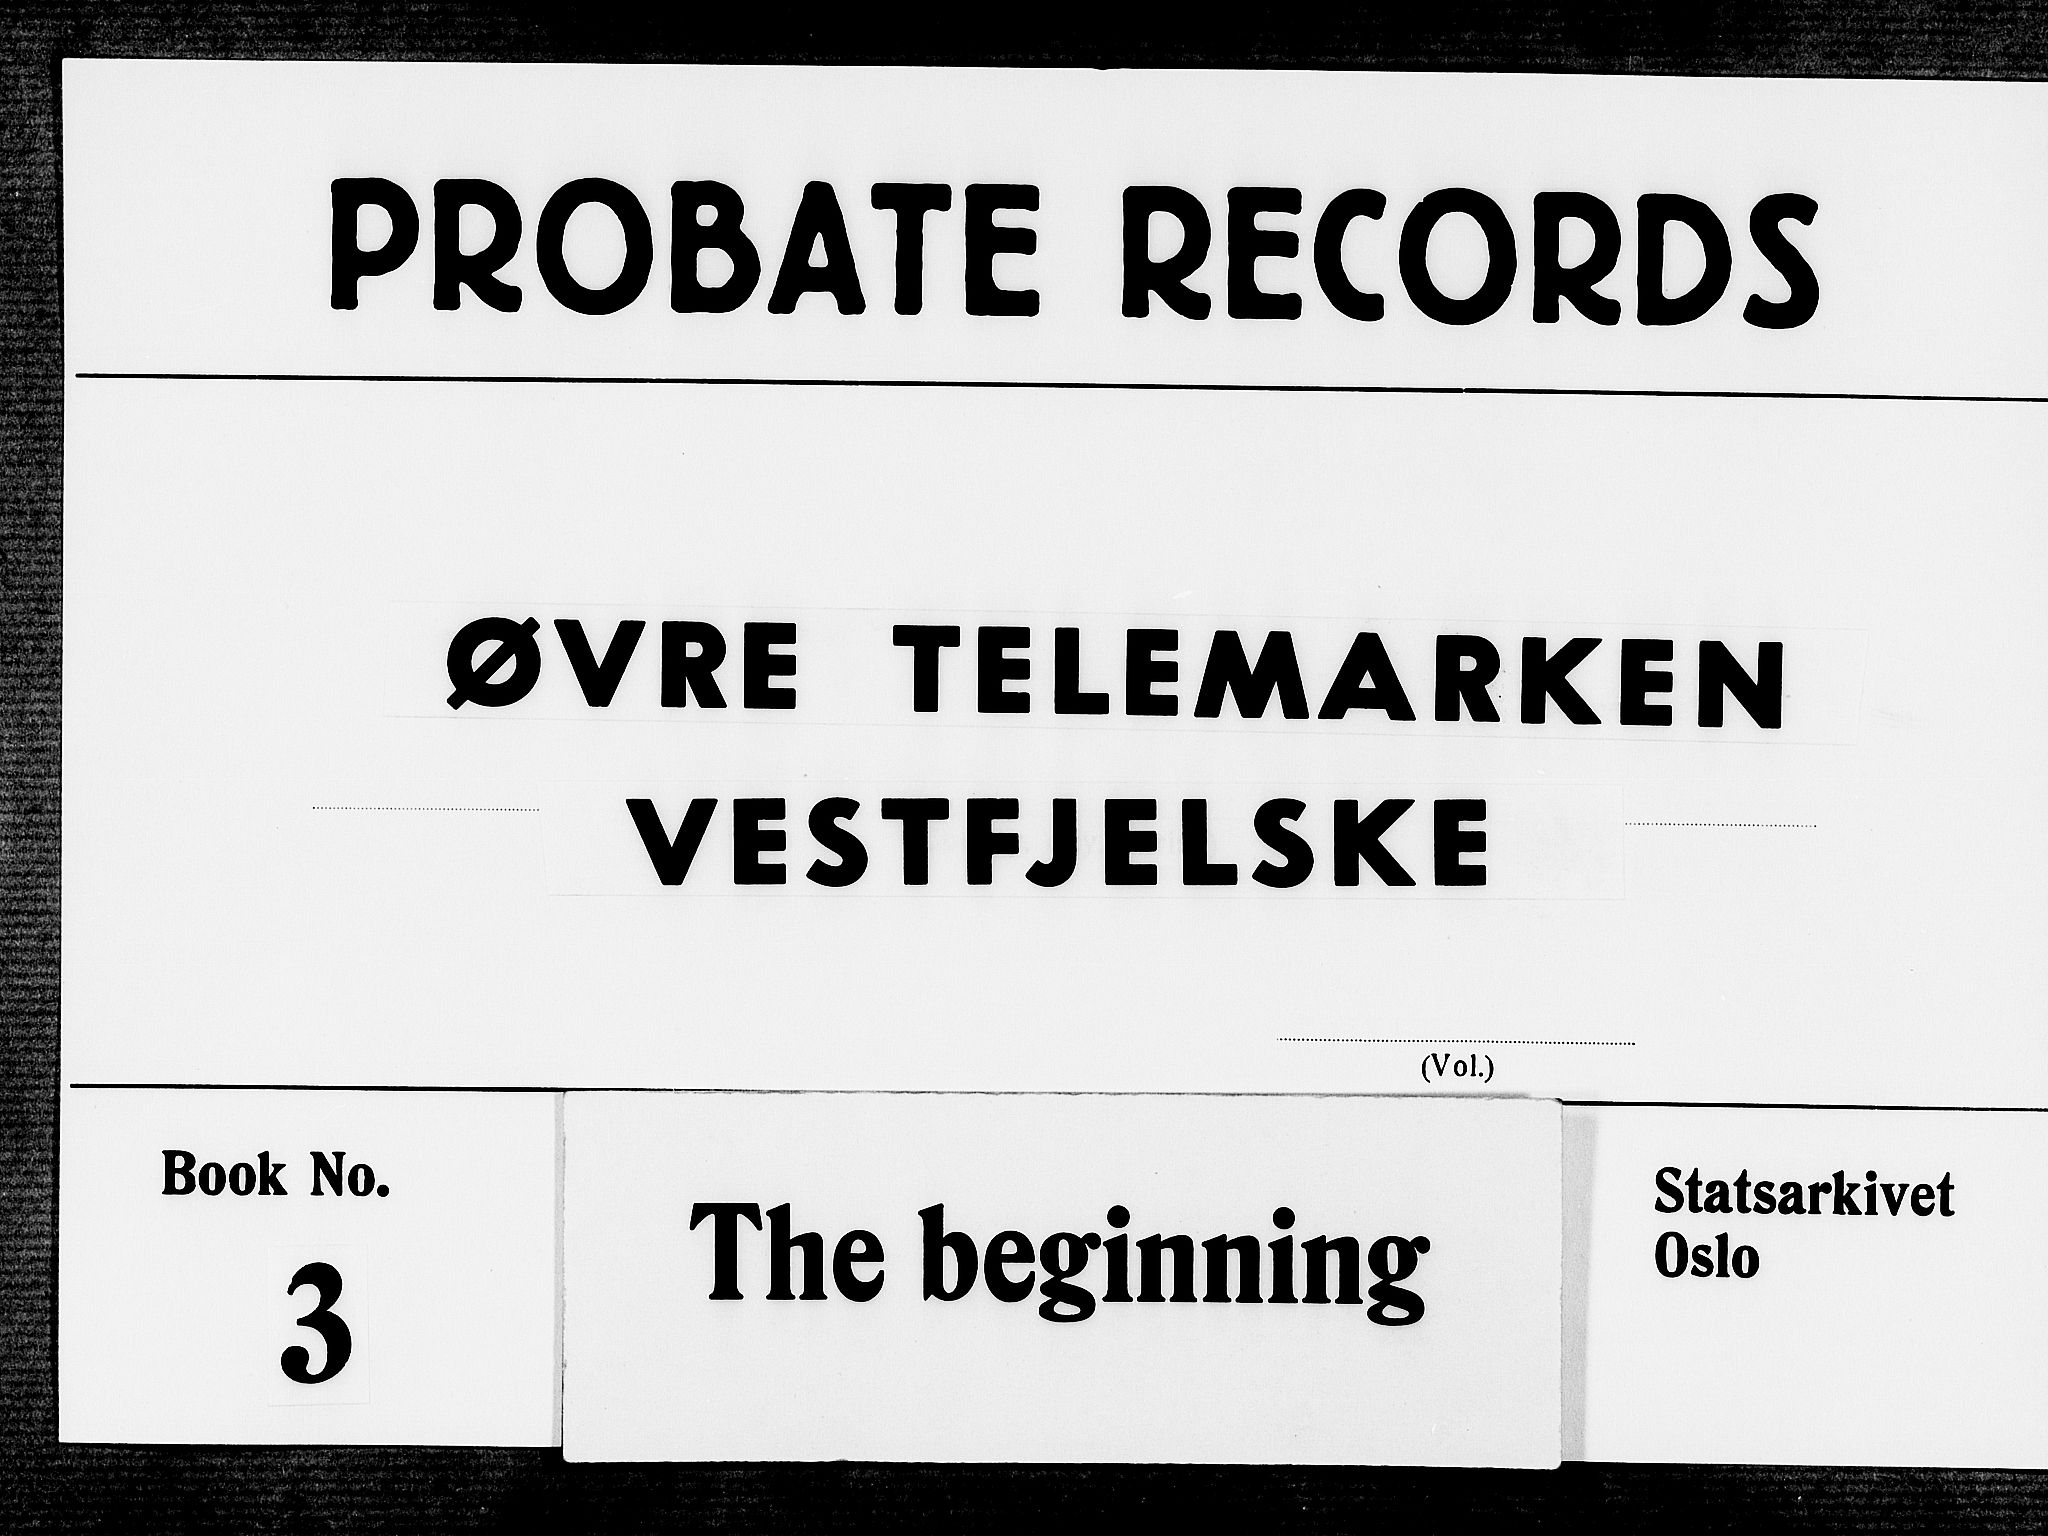 PROBATE RECORDS
ØVRE TELEMARKEN
VESTFJELSKE
(Vol.)
Book No.
3
The beginning
Statsarkivet
Oslo